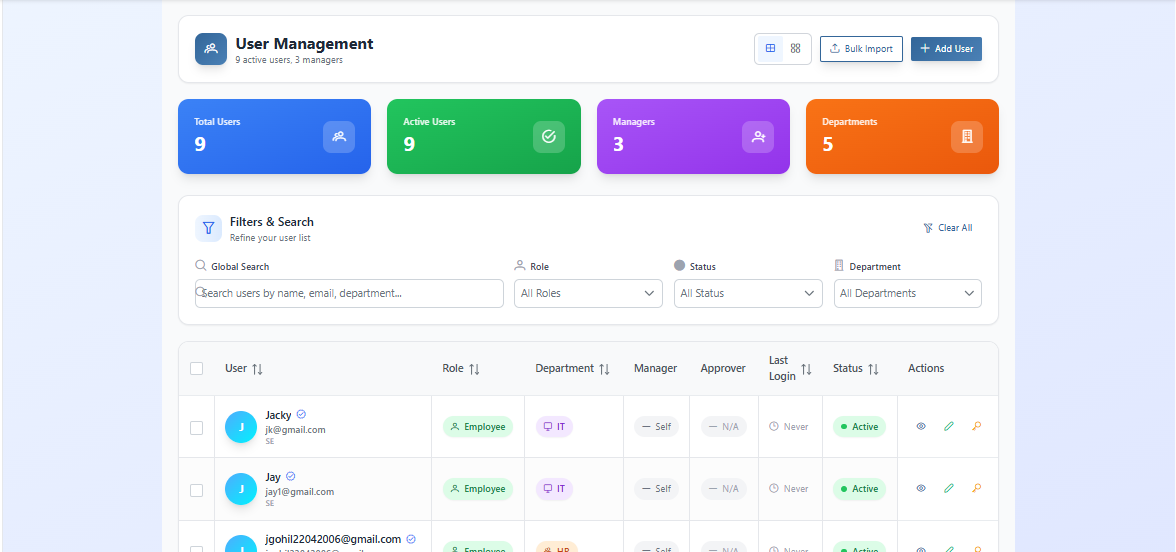 User Management
9 active users, 3 managers
Bulk Import
Add User
Total Users
9
Active Users
9
Managers
3
Departments
5
Filters & Search
Refine your user list
Clear All
Global Search
Role
Status
Department
Search users by name, email, department...
All Roles
All Status
All Departments
User
Role
Department
Manager
Approver
Last
Login
Status
Actions
J
Jacky
jk@gmail.com
SE
Employee
IT
— Self
— N/A
Never
Active
J
Jay
jay1@gmail.com
SE
Employee
IT
— Self
— N/A
Never
Active
J
jgohil22042006@gmail.com
Employee
HR
— Self
— N/A
Never
Active